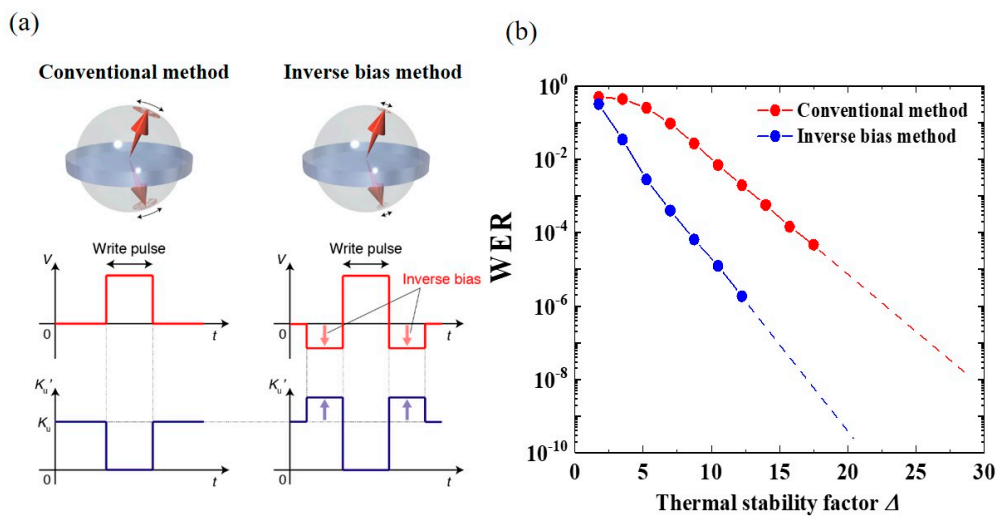 (a)
Conventional method
Inverse bias method
Write pulse
Write pulse
V
V
Inverse bias
0
t
0
t
Kᵤ'
Kᵤ'
Kᵤ
Kᵤ
0
t
0
t
(b)
10⁰
10⁻²
10⁻⁴
10⁻⁶
10⁻⁸
10⁻¹⁰
WER
Conventional method
Inverse bias method
0 5 10 15 20 25 30
Thermal stability factor Δ